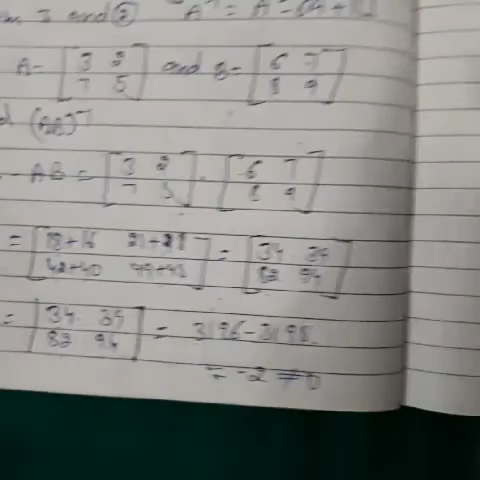 A = [3 2 7 5] and B = [6 7 8 9]
(AB)⁻¹
AB = [3 2 7 5] · [6 7 8 9]
= [18+16 21+18 42+40 49+45] = [34 39 82 94]
= [34 39 82 94] = 3196-3198
= -2 ≠ 0